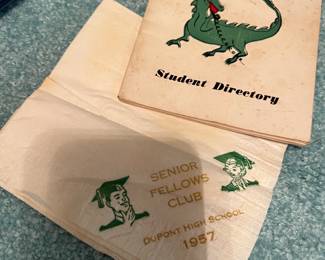 Student Directory
SENIOR
FELLOWS
CLUB
DUPONT HIGH SCHOOL
1957